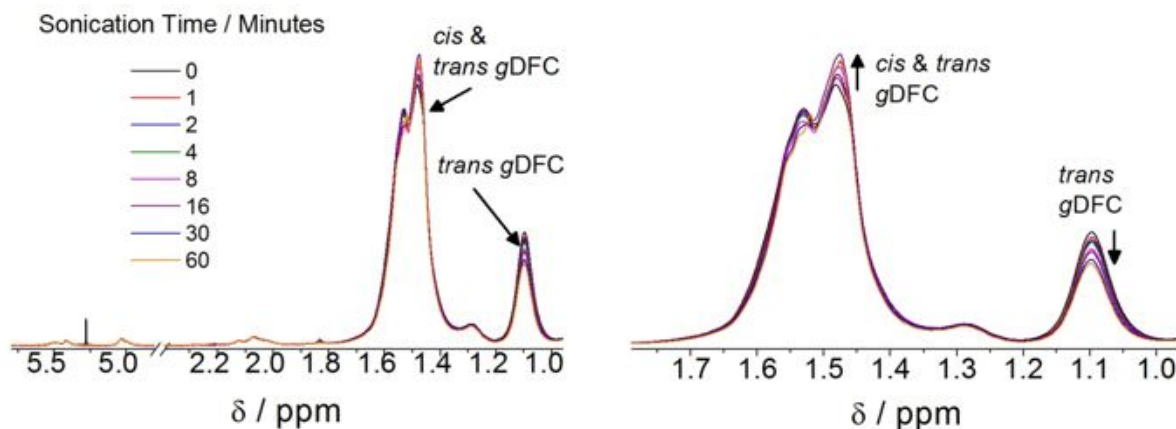 Sonication Time / Minutes
0
1
2
4
8
16
30
60
cis &
trans gDFC
trans gDFC
5.5 5.0 2.2 2.0 1.8 1.6 1.4 1.2 1.0
δ / ppm
cis & trans
gDFC
trans
gDFC
1.7 1.6 1.5 1.4 1.3 1.2 1.1 1.0
δ / ppm